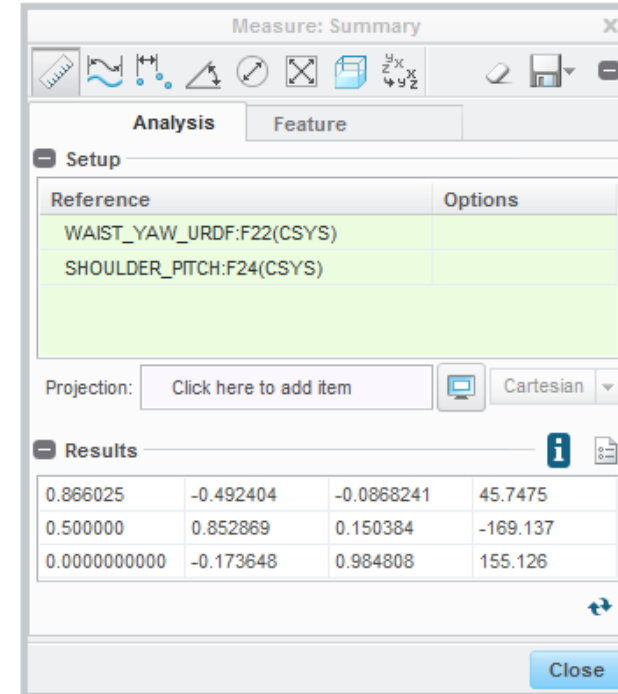 Measure: Summary
Analysis Feature
Setup
Reference Options
WAIST_YAW_URDF:F22(CSYS)
SHOULDER_PITCH:F24(CSYS)
Projection: Click here to add item Cartesian
Results
0.866025 -0.492404 -0.0868241 45.7475
0.500000 0.852869 0.150384 -169.137
0.0000000000 -0.173648 0.984808 155.126
Close